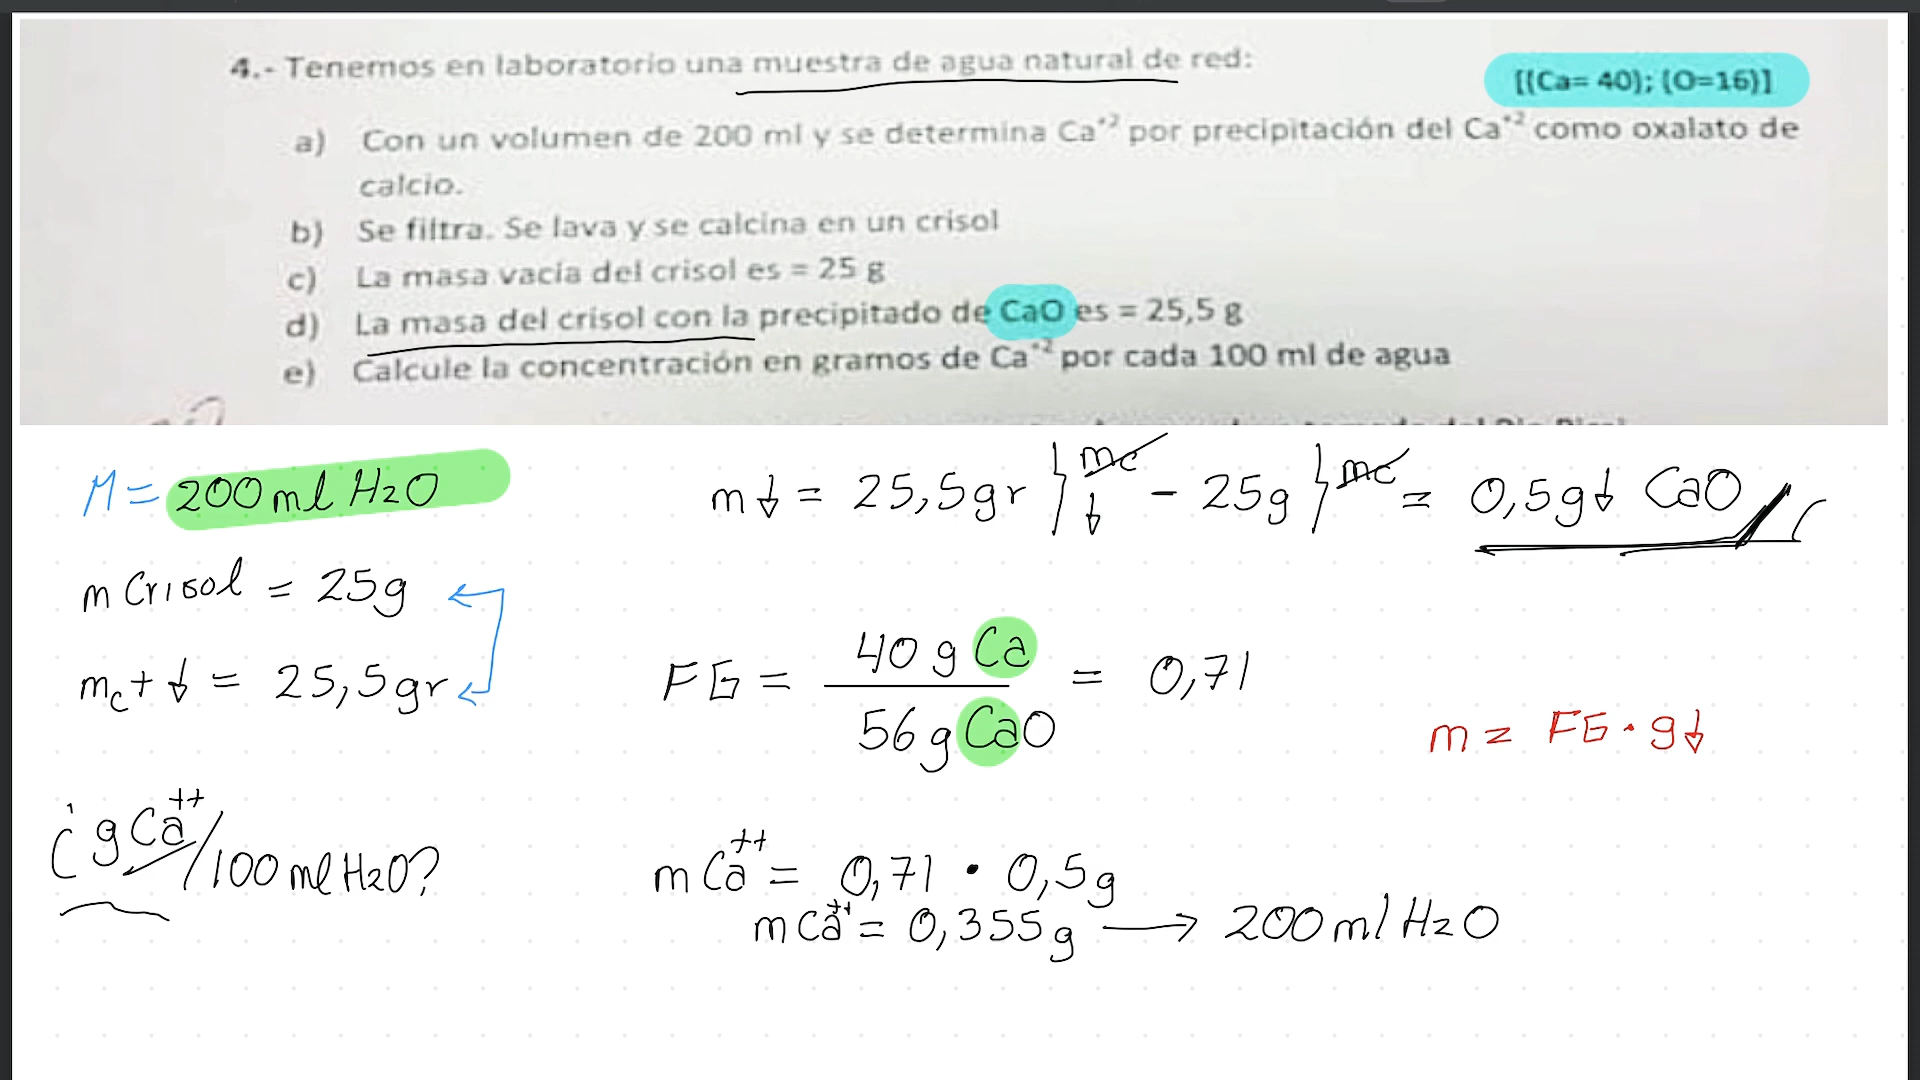 4.- Tenemos en laboratorio una muestra de agua natural de red:
[(Ca= 40); (O=16)]
a) Con un volumen de 200 ml y se determina Ca⁺² por precipitación del Ca⁺² como oxalato de
calcio.
b) Se filtra. Se lava y se calcina en un crisol
c) La masa vacía del crisol es = 25 g
d) La masa del crisol con la precipitado de CaO es = 25,5 g
e) Calcule la concentración en gramos de Ca⁺² por cada 100 ml de agua
M = 200 ml H2O
m Crisol = 25g
mc + ↓ = 25,5gr
¿ g Ca⁺⁺/100 ml H2O?
m↓ = 25,5gr } mc ↓ - 25g } mc = 0,5g↓ CaO
FG = 40 g Ca / 56 g CaO = 0,71
m = FG · g↓
m Ca⁺⁺ = 0,71 · 0,5g
m Ca⁺⁺ = 0,355g → 200 ml H2O